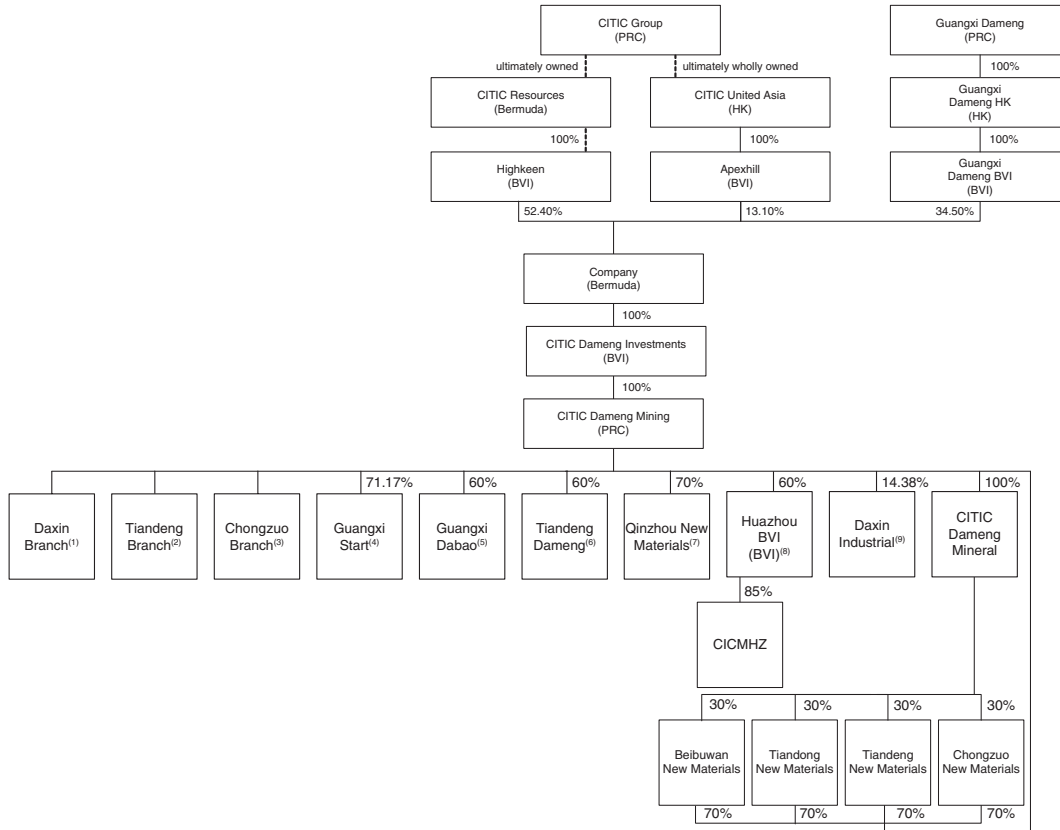 CITIC Group
(PRC)
Guangxi Dameng
(PRC)
ultimately owned
ultimately wholly owned
100%
CITIC Resources
(Bermuda)
CITIC United Asia
(HK)
Guangxi
Dameng HK
(HK)
100%
100%
100%
Highkeen
(BVI)
Apexhill
(BVI)
Guangxi
Dameng BVI
(BVI)
52.40%
13.10%
34.50%
Company
(Bermuda)
100%
CITIC Dameng Investments
(BVI)
100%
CITIC Dameng Mining
(PRC)
71.17%
60%
60%
70%
60%
14.38%
100%
Daxin
Branch(1)
Tiandeng
Branch(2)
Chongzuo
Branch(3)
Guangxi
Start(4)
Guangxi
Dabao(5)
Tiandeng
Dameng(6)
Qinzhou New
Materials(7)
Huazhou
BVI
(BVI)(8)
Daxin
Industrial(9)
CITIC
Dameng
Mineral
85%
CICMHZ
30%
30%
30%
30%
Beibuwan
New Materials
Tiandong
New Materials
Tiandeng
New Materials
Chongzuo
New Materials
70%
70%
70%
70%